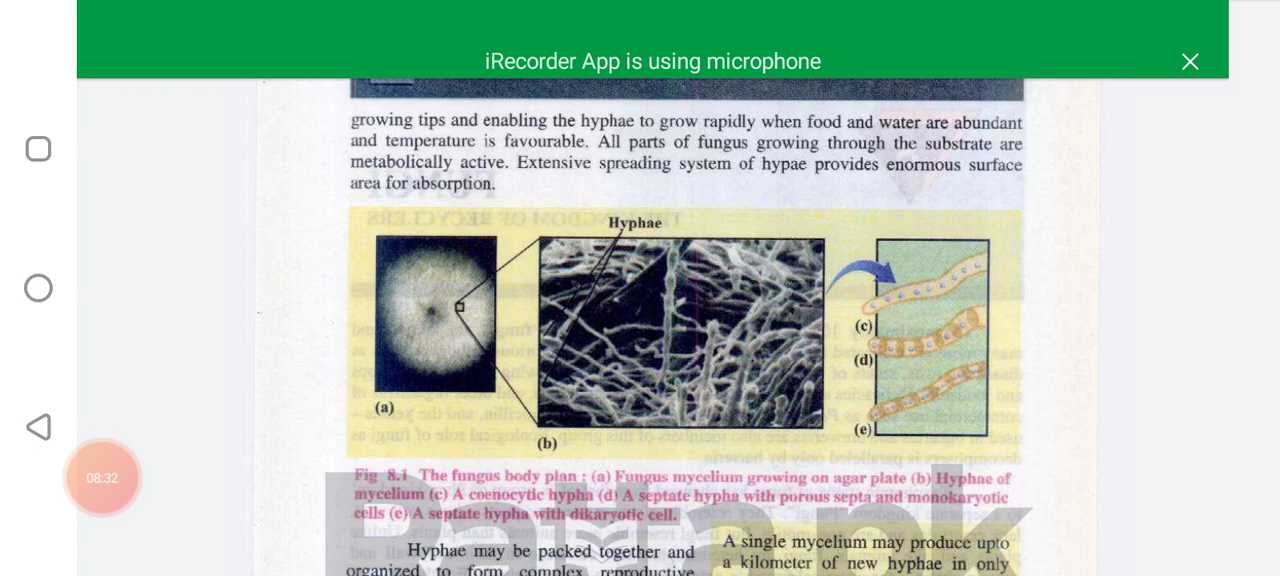 iRecorder App is using microphone
growing tips and enabling the hyphae to grow rapidly when food and water are abundant
and temperature is favourable. All parts of fungus growing through the substrate are
metabolically active. Extensive spreading system of hypae provides enormous surface
area for absorption.
FUNGI
THE KINGDOM OF RECYCLERS
Hyphae
(a)
(b)
(c)
(d)
(e)
Fig 8.1 The fungus body plan : (a) Fungus mycelium growing on agar plate (b) Hyphae of
mycelium (c) A coenocytic hypha (d) A septate hypha with porous septa and monokaryotic
cells (e) A septate hypha with dikaryotic cell.
Hyphae may be packed together and
organized to form complex reproductive
A single mycelium may produce upto
a kilometer of new hyphae in only
08:32